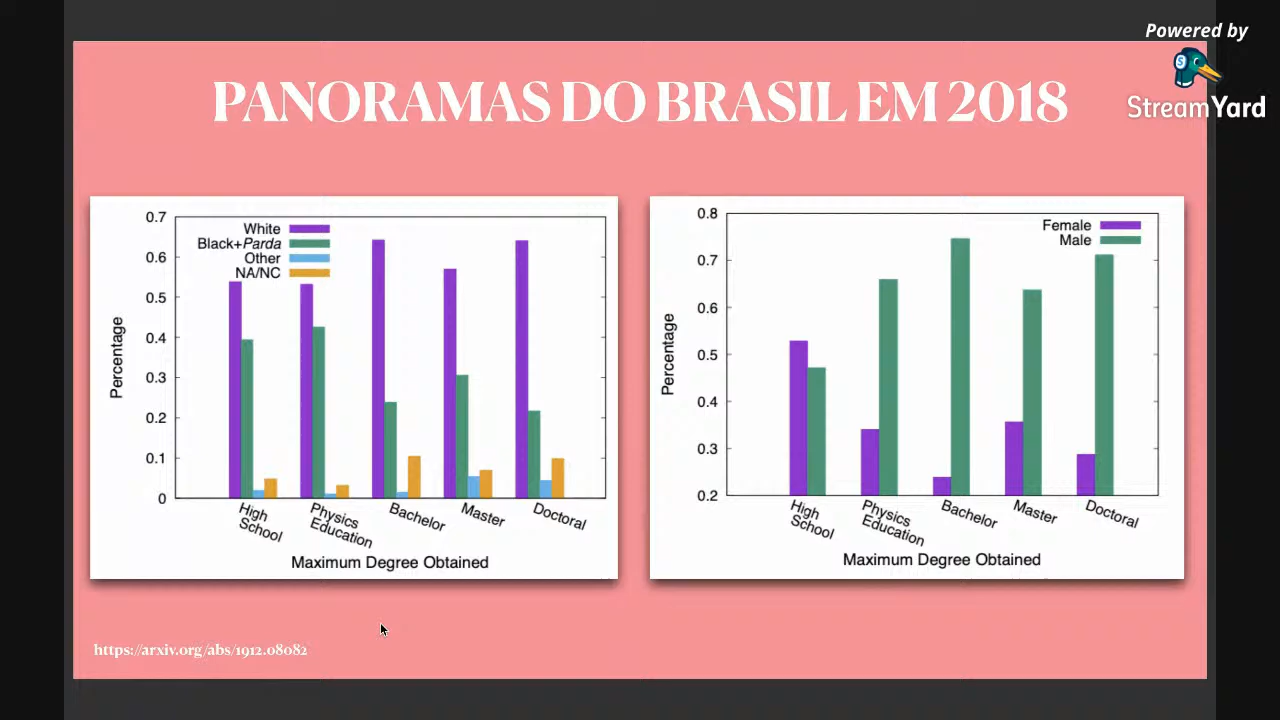 Powered by
StreamYard
PANORAMAS DO BRASIL EM 2018
0.7
0.6
0.5
0.4
0.3
0.2
0.1
0
Percentage
White
Black+Parda
Other
NA/NC
High School
Physics Education
Bachelor
Master
Doctoral
Maximum Degree Obtained
0.8
0.7
0.6
0.5
0.4
0.3
0.2
Percentage
Female
Male
High School
Physics Education
Bachelor
Master
Doctoral
Maximum Degree Obtained
https://arxiv.org/abs/1912.08082